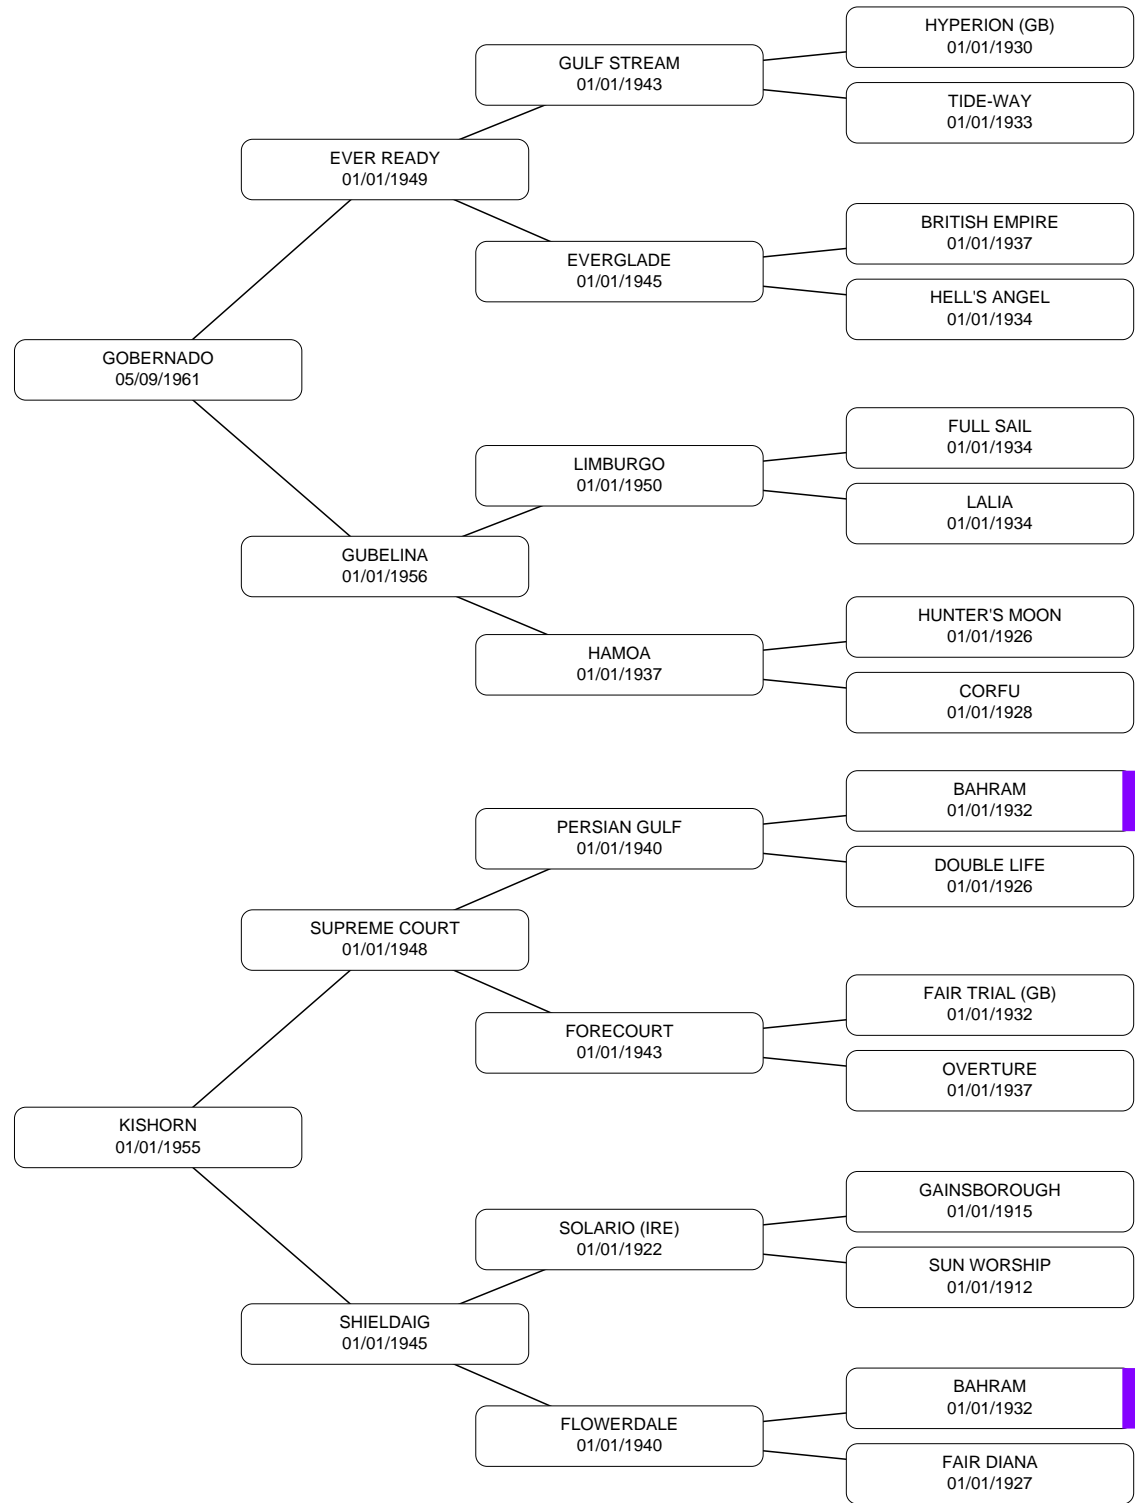 HYPERION (GB)
01/01/1930
GULF STREAM
01/01/1943
TIDE-WAY
01/01/1933
EVER READY
01/01/1949
BRITISH EMPIRE
01/01/1937
EVERGLADE
01/01/1945
HELL'S ANGEL
01/01/1934
GOBERNADO
05/09/1961
FULL SAIL
01/01/1934
LIMBURGO
01/01/1950
LALIA
01/01/1934
GUBELINA
01/01/1956
HUNTER'S MOON
01/01/1926
HAMOA
01/01/1937
CORFU
01/01/1928
BAHRAM
01/01/1932
PERSIAN GULF
01/01/1940
DOUBLE LIFE
01/01/1926
SUPREME COURT
01/01/1948
FAIR TRIAL (GB)
01/01/1932
FORECOURT
01/01/1943
OVERTURE
01/01/1937
KISHORN
01/01/1955
GAINSBOROUGH
01/01/1915
SOLARIO (IRE)
01/01/1922
SUN WORSHIP
01/01/1912
SHIELDAIG
01/01/1945
BAHRAM
01/01/1932
FLOWERDALE
01/01/1940
FAIR DIANA
01/01/1927